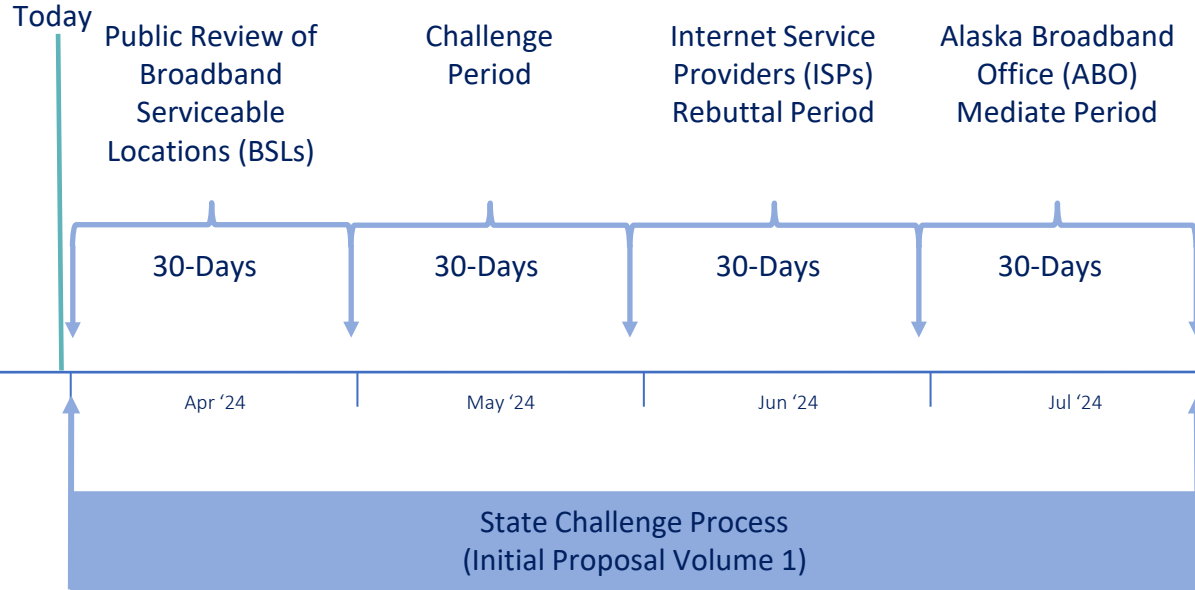 Today
Public Review of
Broadband
Serviceable
Locations (BSLs)
Challenge
Period
Internet Service
Providers (ISPs)
Rebuttal Period
Alaska Broadband
Office (ABO)
Mediate Period
30-Days
30-Days
30-Days
30-Days
Apr ‘24
May ‘24
Jun ‘24
Jul ‘24
State Challenge Process
(Initial Proposal Volume 1)